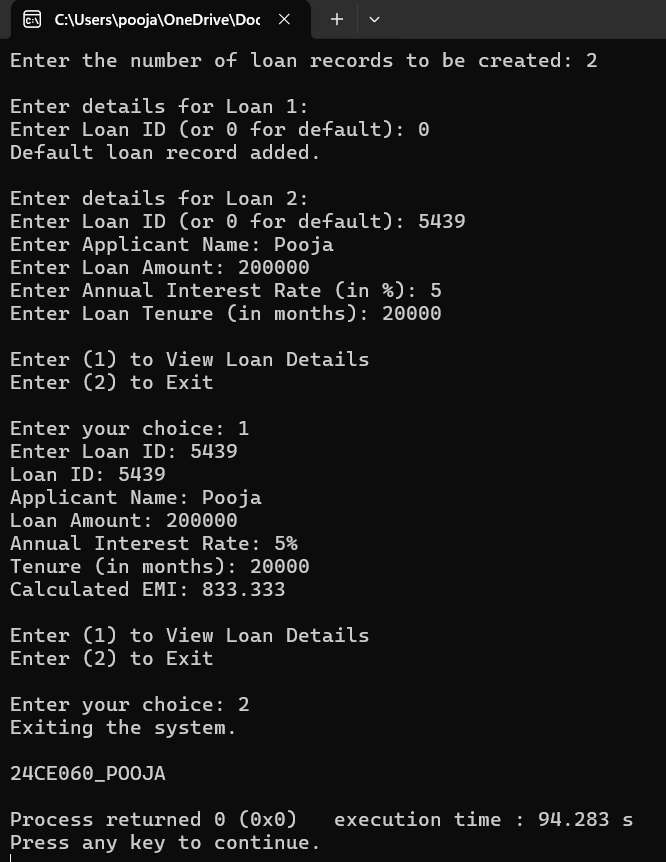 C:\Users\pooja\OneDrive\Doc
Enter the number of loan records to be created: 2
Enter details for Loan 1:
Enter Loan ID (or 0 for default): 0
Default loan record added.
Enter details for Loan 2:
Enter Loan ID (or 0 for default): 5439
Enter Applicant Name: Pooja
Enter Loan Amount: 200000
Enter Annual Interest Rate (in %): 5
Enter Loan Tenure (in months): 20000
Enter (1) to View Loan Details
Enter (2) to Exit
Enter your choice: 1
Enter Loan ID: 5439
Loan ID: 5439
Applicant Name: Pooja
Loan Amount: 200000
Annual Interest Rate: 5%
Tenure (in months): 20000
Calculated EMI: 833.333
Enter (1) to View Loan Details
Enter (2) to Exit
Enter your choice: 2
Exiting the system.
24CE060_POOJA
Process returned 0 (0x0)   execution time : 94.283 s
Press any key to continue.